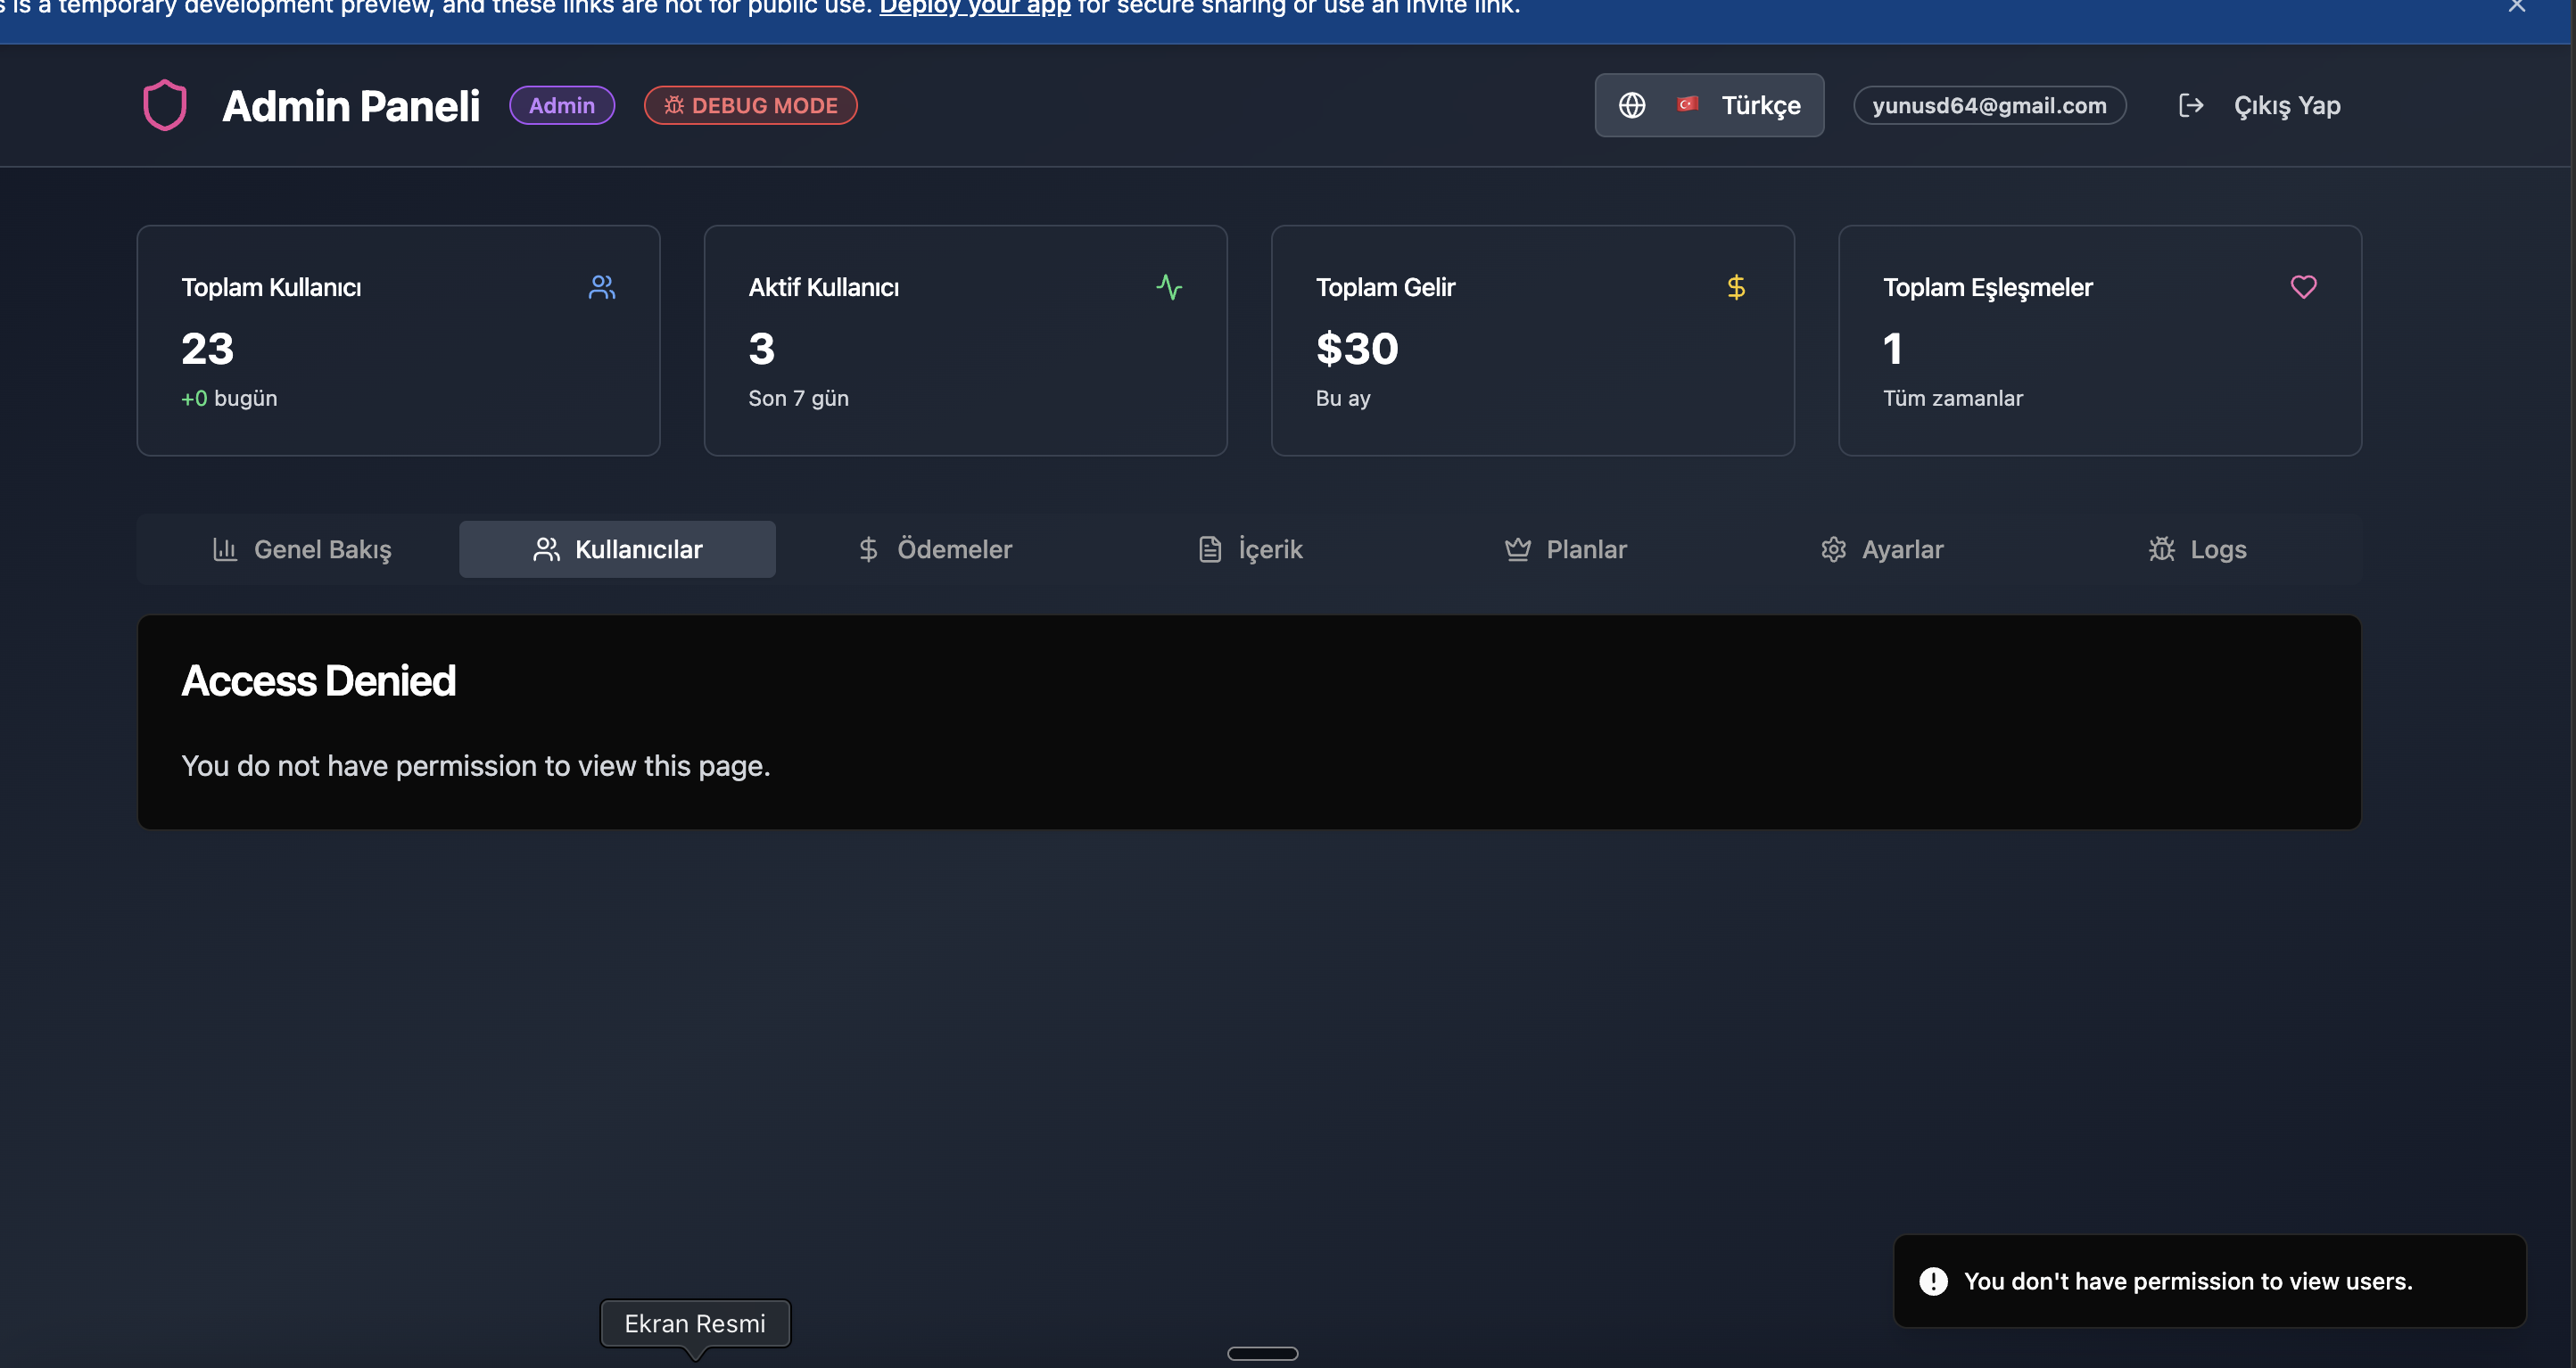 is a temporary development preview, and these links are not for public use. Deploy your app for secure sharing or use an invite link.
Admin Paneli
Admin
DEBUG MODE
Türkçe
yunusd64@gmail.com
Çıkış Yap
Toplam Kullanıcı
23
+0 bugün
Aktif Kullanıcı
3
Son 7 gün
Toplam Gelir
$30
Bu ay
Toplam Eşleşmeler
1
Tüm zamanlar
Genel Bakış
Kullanıcılar
Ödemeler
İçerik
Planlar
Ayarlar
Logs
Access Denied
You do not have permission to view this page.
You don't have permission to view users.
Ekran Resmi